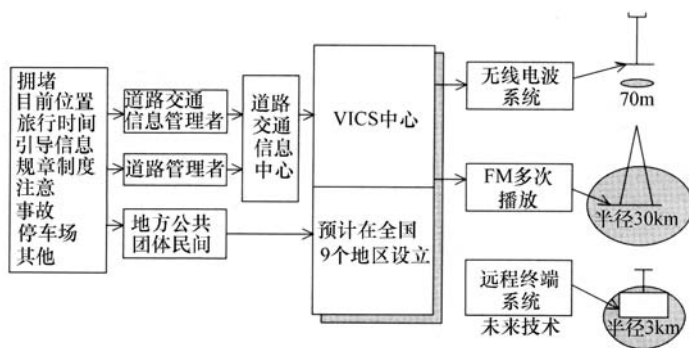 拥堵
目前位置
旅行时间
引导信息
规章制度
注意
事故
停车场
其他
道路交通
信息管理者
道路管理者
地方公共
团体民间
道路
交通
信息
中心
VICS中心
预计在全国
9个地区设立
无线电波
系统
70m
FM多次
播放
半径30km
远程终端
系统
未来技术
半径3km